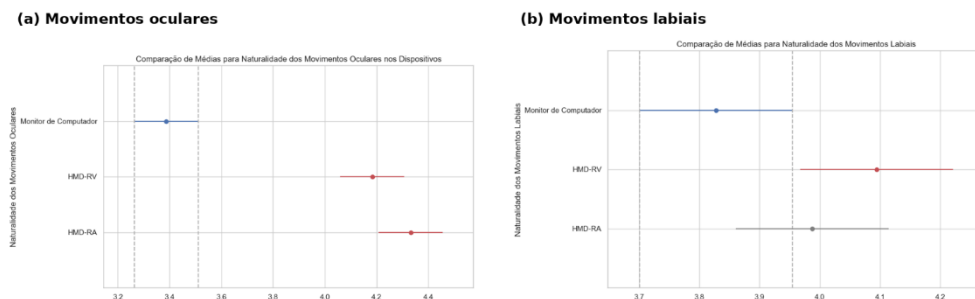 (a) Movimentos oculares
Comparação de Médias para Naturalidade dos Movimentos Oculares nos Dispositivos
Naturalidade dos Movimentos Oculares
Monitor de Computador
HMD-RV
HMD-RA
3.2 3.4 3.6 3.8 4.0 4.2 4.4
(b) Movimentos labiais
Comparação de Médias para Naturalidade dos Movimentos Labiais
Naturalidade dos Movimentos Labiais
Monitor de Computador
HMD-RV
HMD-RA
3.7 3.8 3.9 4.0 4.1 4.2